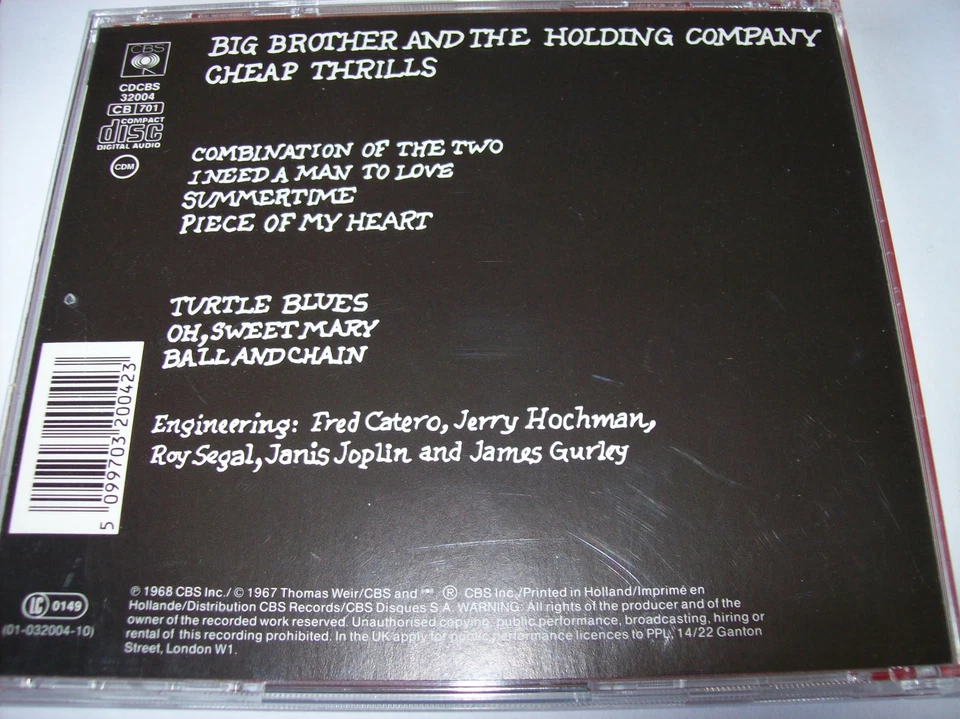 BIG BROTHER AND THE HOLDING COMPANY
CHEAP THRILLS
CBS
CDCBS
32004
CB 701
COMPACT
disc
DIGITAL AUDIO
CDM
COMBINATION OF THE TWO
I NEED A MAN TO LOVE
SUMMERTIME
PIECE OF MY HEART
TURTLE BLUES
OH, SWEET MARY
BALL AND CHAIN
Engineering: Fred Catero, Jerry Hochman,
Roy Segal, Janis Joplin and James Gurley
5 099703 200423
LC 0149
(01-032004-10)
℗ 1968 CBS Inc./ © 1967 Thomas Weir/CBS and ® CBS Inc./Printed in Holland/Imprimé en
Hollande/Distribution CBS Records/CBS Disques S.A. WARNING: All rights of the producer and of the
owner of the recorded work reserved. Unauthorised copying, public performance, broadcasting, hiring or
rental of this recording prohibited. In the UK apply for public performance licences to PPL, 14/22 Ganton
Street, London W1.